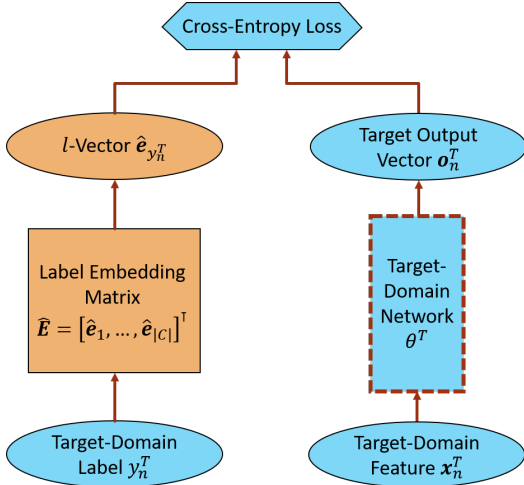 Cross-Entropy Loss
l-Vector ê_{y_n^T}
Target Output
Vector o_n^T
Label Embedding
Matrix
Ê = [ê_1, …, ê_{|C|}]^⊤
Target-
Domain
Network
θ^T
Target-Domain
Label y_n^T
Target-Domain
Feature x_n^T